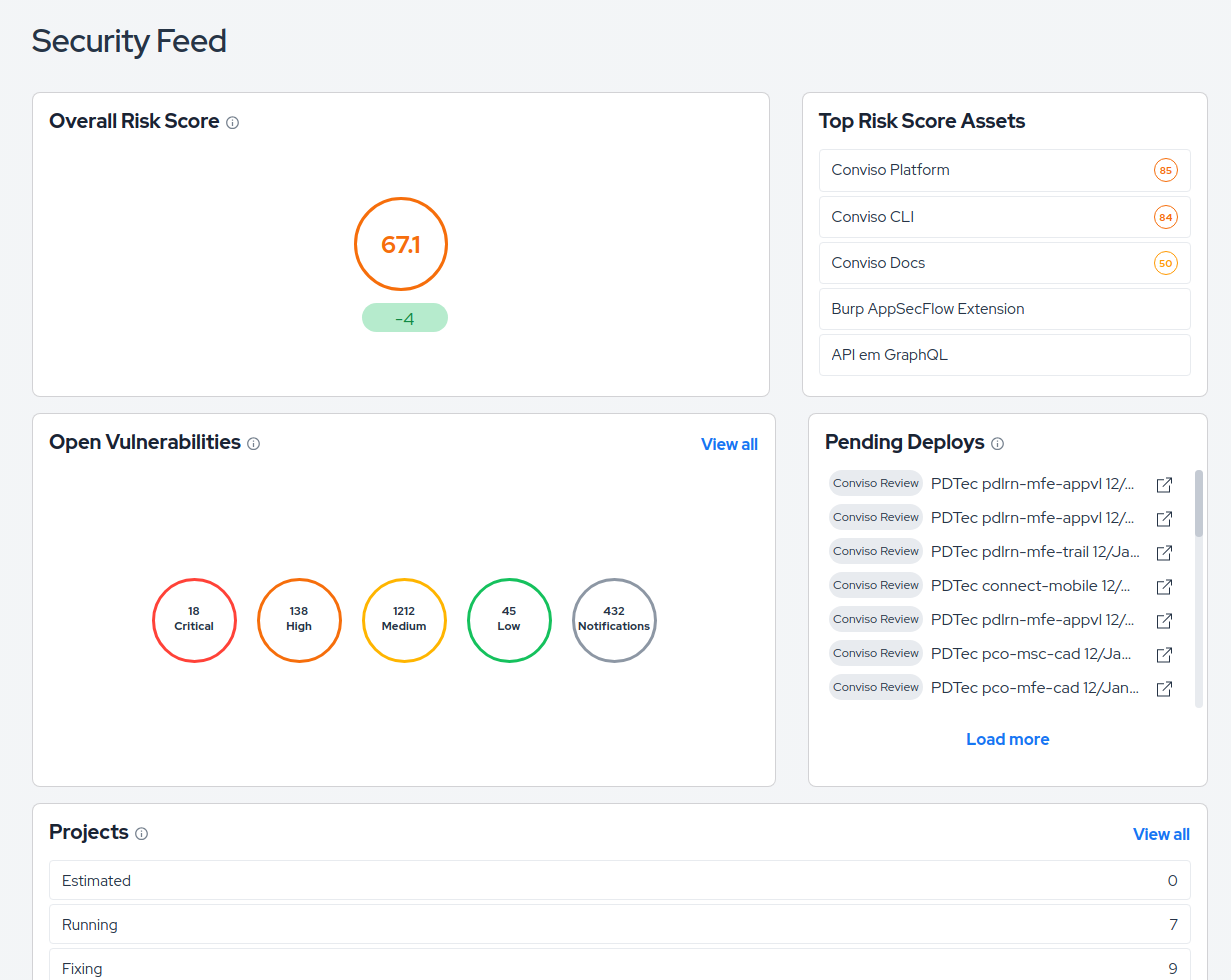 Security Feed
Overall Risk Score
67.1
-4
Top Risk Score Assets
Conviso Platform 85
Conviso CLI 84
Conviso Docs 50
Burp AppSecFlow Extension
API em GraphQL
Open Vulnerabilities
View all
18
Critical
138
High
1212
Medium
45
Low
432
Notifications
Pending Deploys
Conviso Review PDTec pdlrn-mfe-appvl 12/...
Conviso Review PDTec pdlrn-mfe-appvl 12/...
Conviso Review PDTec pdlrn-mfe-trail 12/Ja...
Conviso Review PDTec connect-mobile 12/...
Conviso Review PDTec pdlrn-mfe-appvl 12/...
Conviso Review PDTec pco-msc-cad 12/Ja...
Conviso Review PDTec pco-mfe-cad 12/Jan...
Load more
Projects
View all
Estimated 0
Running 7
Fixing 9